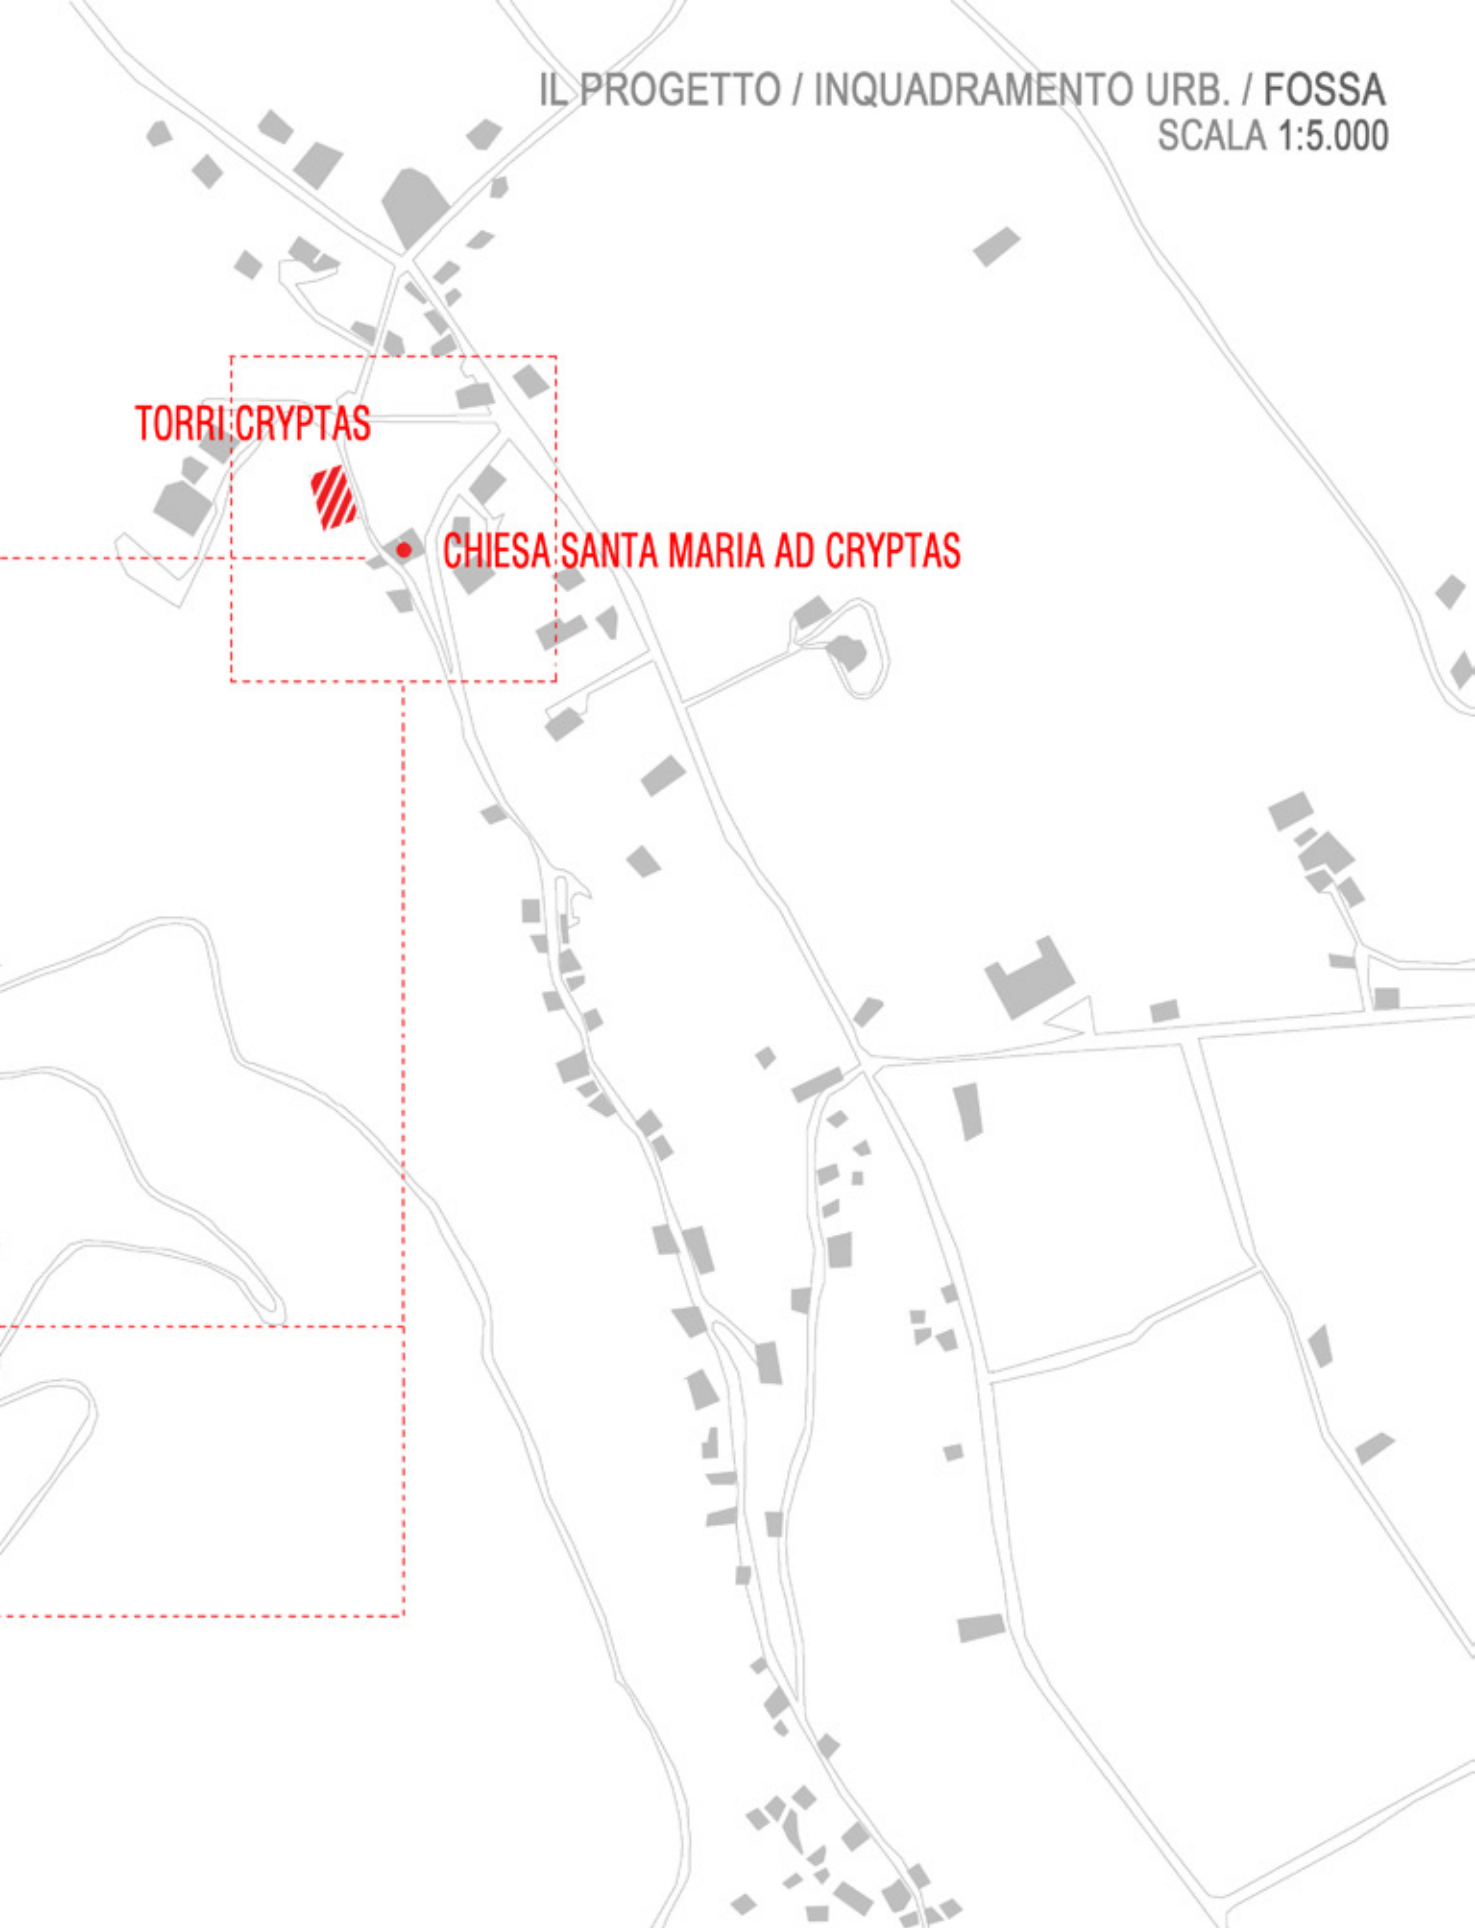 IL PROGETTO / INQUADRAMENTO URB. / FOSSA
SCALA 1:5.000
TORRI CRYPTAS
CHIESA SANTA MARIA AD CRYPTAS